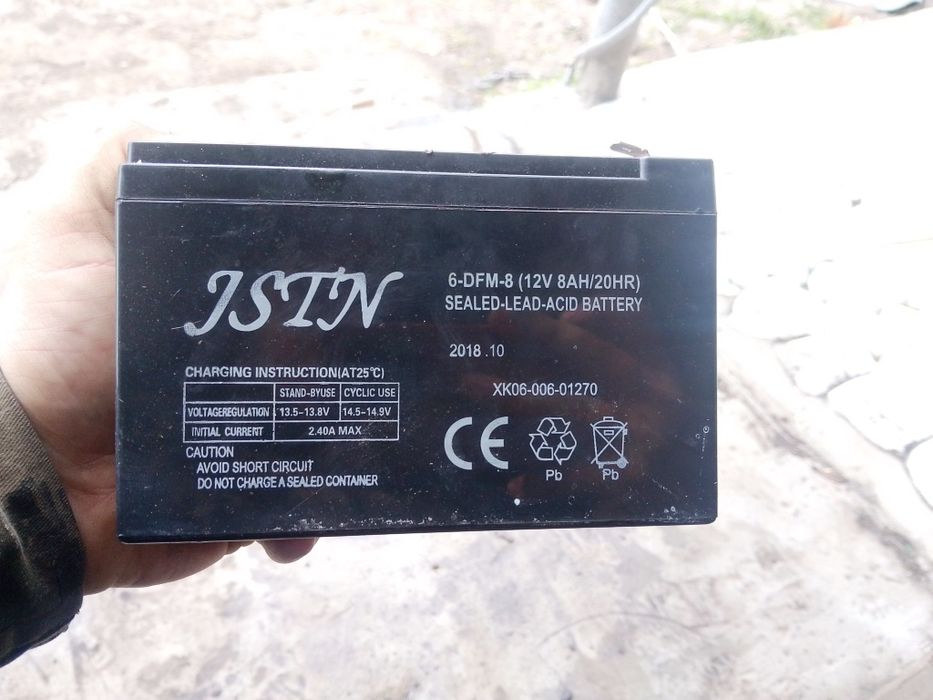 JSTN
6-DFM-8 (12V 8AH/20HR)
SEALED-LEAD-ACID BATTERY
2018 .10
XK06-006-01270
CHARGING INSTRUCTION(AT25℃)
STAND-BYUSE CYCLIC USE
VOLTAGEREGULATION 13.5-13.8V 14.5-14.9V
INITIAL CURRENT 2.40A MAX
CAUTION
AVOID SHORT CIRCUIT
DO NOT CHARGE A SEALED CONTAINER
CE
Pb Pb